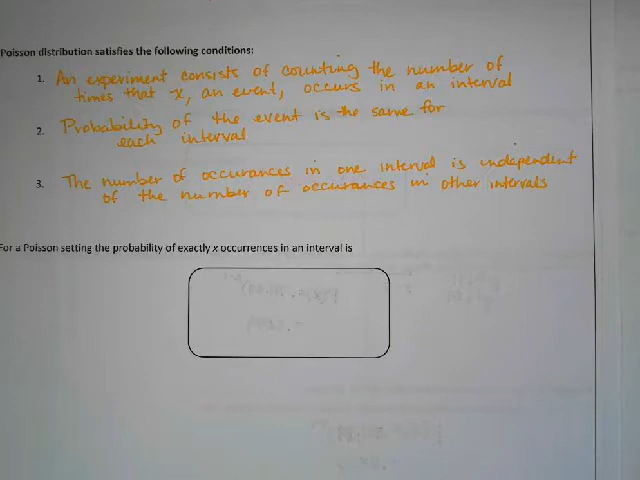 Poisson distribution satisfies the following conditions:
1. An experiment consists of counting the number of
times that x, an event, occurs in an interval
2. Probability of the event is the same for
each interval
3. The number of occurances in one interval is independent
of the number of occurances in other intervals
For a Poisson setting the probability of exactly x occurrences in an interval is